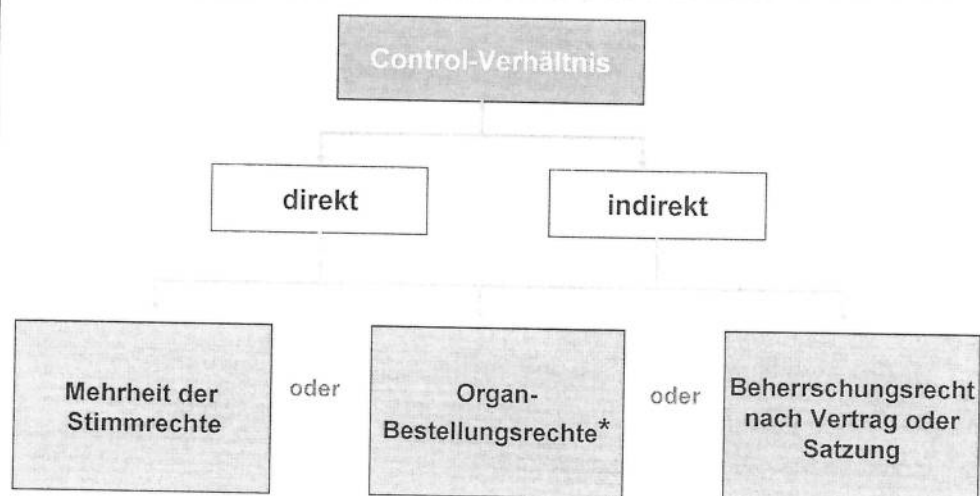 Control-Verhältnis
direkt
indirekt
Mehrheit der
Stimmrechte
oder
Organ-
Bestellungsrechte*
oder
Beherrschungsrecht
nach Vertrag oder
Satzung